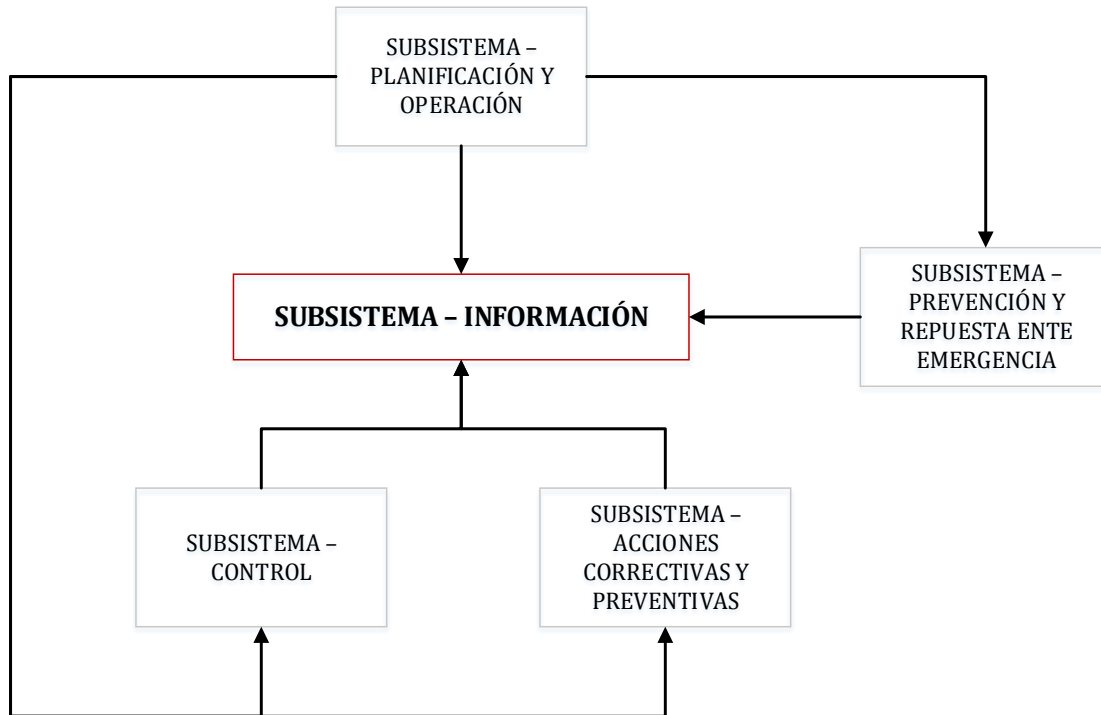 SUBSISTEMA –
PLANIFICACIÓN Y
OPERACIÓN
SUBSISTEMA – INFORMACIÓN
SUBSISTEMA –
PREVENCIÓN Y
REPUESTA ENTE
EMERGENCIA
SUBSISTEMA –
CONTROL
SUBSISTEMA –
ACCIONES
CORRECTIVAS Y
PREVENTIVAS